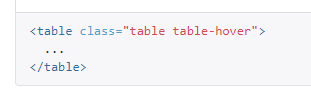 <table class="table table-hover">
  ...
</table>